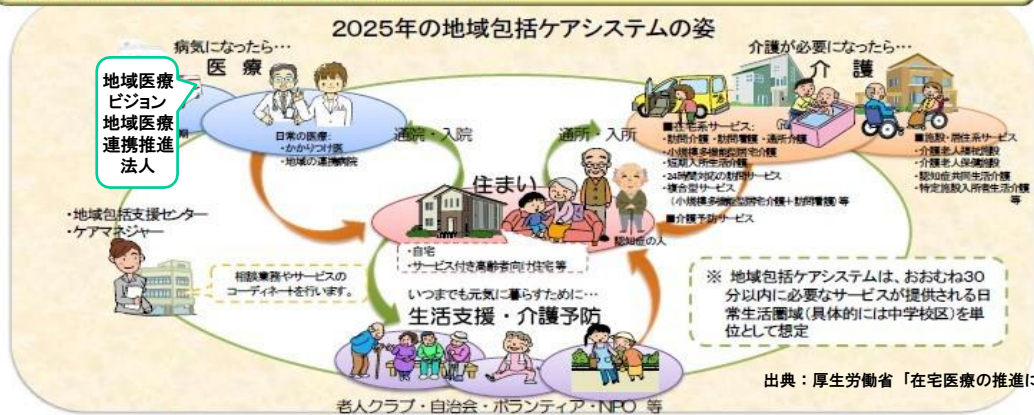 2025年の地域包括ケアシステムの姿
病気になったら…
医 療
地域医療
ビジョン
地域医療
連携推進
法人
期
日常の医療:
・かかりつけ医
・地域の連携病院
通院・入院
通所・入所
介護が必要になったら…
介 護
■在宅系サービス:
・訪問介護・訪問看護・通所介護
・小規模多機能型居宅介護
・短期入所生活介護
・24時間対応の訪問サービス
・複合型サービス
(小規模多機能型居宅介護+訪問看護)等
■介護予防サービス
■施設・居住系サービス
・介護老人福祉施設
・介護老人保健施設
・認知症共同生活介護
・特定施設入所者生活介護
等
住まい
認知症の人
・自宅
・サービス付き高齢者向け住宅等
・地域包括支援センター
・ケアマネジャー
相談業務やサービスの
コーディネートを行います。
いつまでも元気に暮らすために…
生活支援・介護予防
老人クラブ・自治会・ボランティア・NPO 等
※ 地域包括ケアシステムは、おおむね30
分以内に必要なサービスが提供される日
常生活圏域(具体的には中学校区)を単
位として想定
出典:厚生労働省「在宅医療の推進に